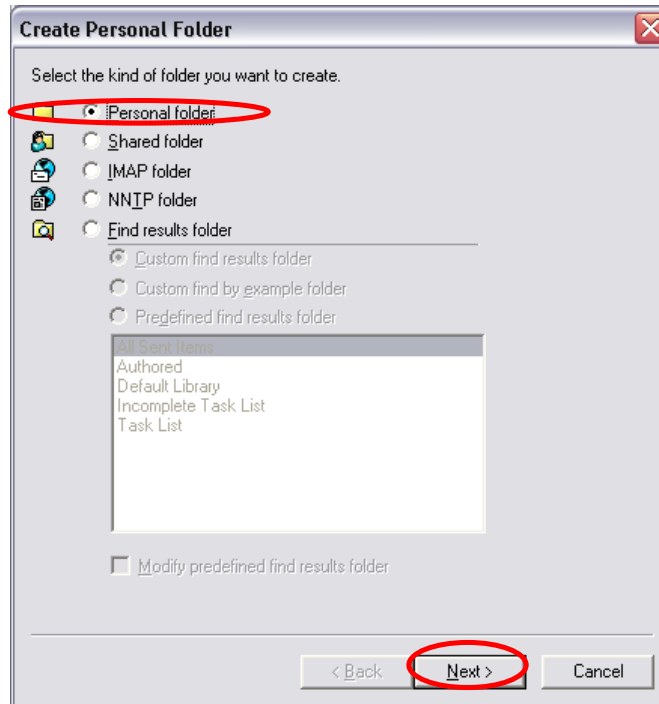 Create Personal Folder
Select the kind of folder you want to create.
Personal folder
Shared folder
IMAP folder
NNTP folder
Find results folder
Custom find results folder
Custom find by example folder
Predefined find results folder
All Sent Items
Authored
Default Library
Incomplete Task List
Task List
Modify predefined find results folder
< Back Next > Cancel